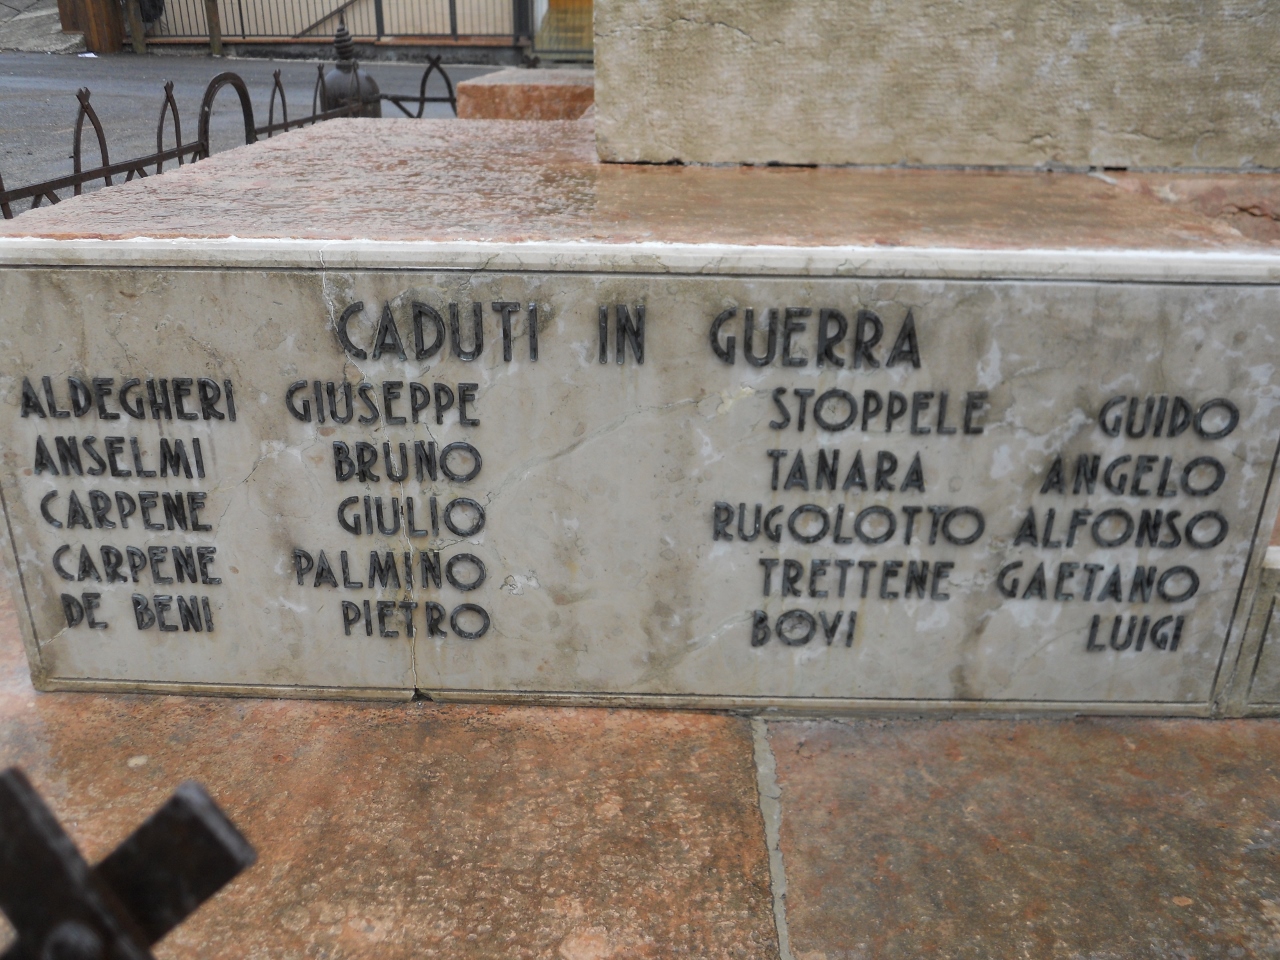 CADUTI IN GUERRA
ALDEGHERI GIUSEPPE
ANSELMI BRUNO
CARPENE GIULIO
CARPENE PALMINO
DE BENI PIETRO
STOPPELE GUIDO
TANARA ANGELO
RUGOLOTTO ALFONSO
TRETTENE GAETANO
BOVI LUIGI